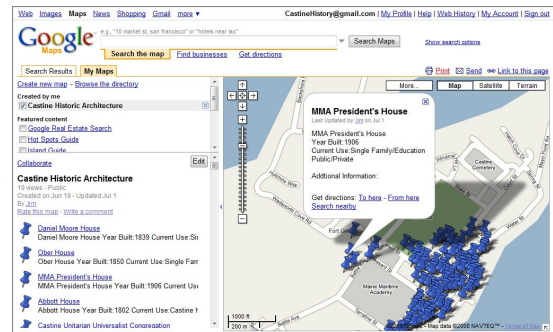 Web Images Maps News Shopping Gmail more ▼
CastineHistory@gmail.com | My Profile | Help | Web History | My Account | Sign out
Google Maps
e.g., "10 market st, san francisco" or "hotels near lax"
Search Maps
Show search options
Search the map Find businesses Get directions
Search Results My Maps
Print Send Link to this page
Create new map - Browse the directory
Created by me
Castine Historic Architecture
Featured content
Google Real Estate Search
Hot Spots Guide
Island Guide
Collaborate
Edit
Castine Historic Architecture
19 views - Public
Created on Jun 18 - Updated Jul 1
By Jim
Rate this map - Write a comment
Daniel Moore House
Daniel Moore House Year Built:1839 Current Use:Si
Ober House
Ober House Year Built:1850 Current Use:Single Fam
MMA President's House
MMA President's House Year Built:1906 Current Use
Abbott House
Abbott House Year Built:1802 Current Use:Castine H
Castine Unitarian Universalist Congregation
More...
Map Satellite Terrain
MMA President's House
Last Updated by Jim on Jul 1
MMA President's House
Year Built:1906
Current Use:Single Family/Education
Public/Private
Addtional Information:
Get directions: To here - From here
Search nearby
Castine Cemetery
Wadsworth Cove Rd
Water St
Maine Maritime Academy
1000 ft
200 m
Map data ©2008 NAVTEQ™ - Terms of Use